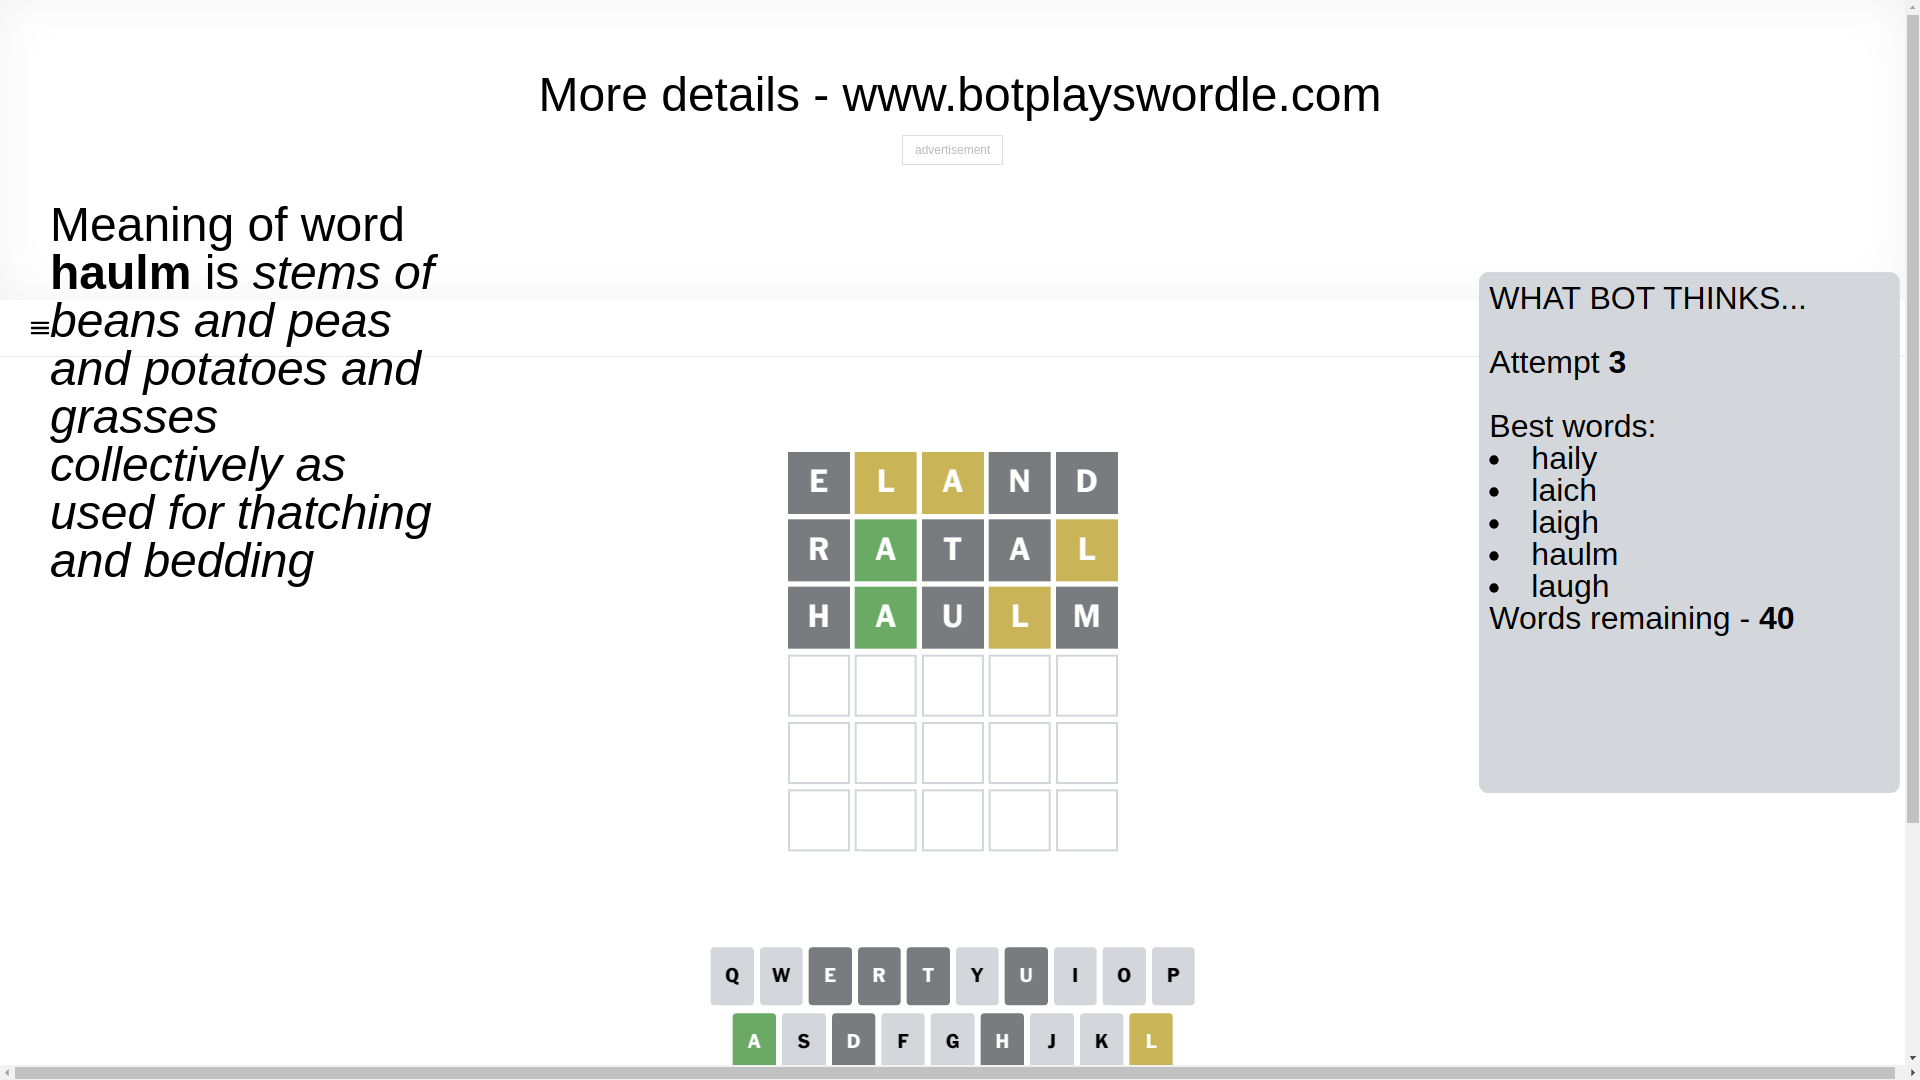 More details - www.botplayswordle.com
advertisement
Meaning of word
haulm is stems of
beans and peas
and potatoes and
grasses
collectively as
used for thatching
and bedding
WHAT BOT THINKS...
Attempt 3
Best words:
• haily
• laich
• laigh
• haulm
• laugh
Words remaining - 40
E L A N D
R A T A L
H A U L M
Q W E R T Y U I O P
A S D F G H J K L